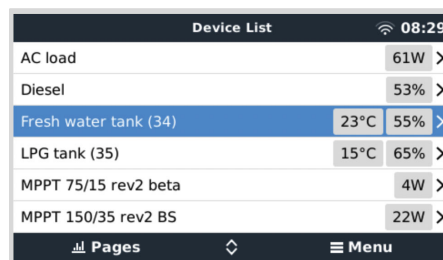 Device List 08:29
AC load 61W
Diesel 53%
Fresh water tank (34) 23°C 55%
LPG tank (35) 15°C 65%
MPPT 75/15 rev2 beta 4W
MPPT 150/35 rev2 BS 22W
Pages Menu